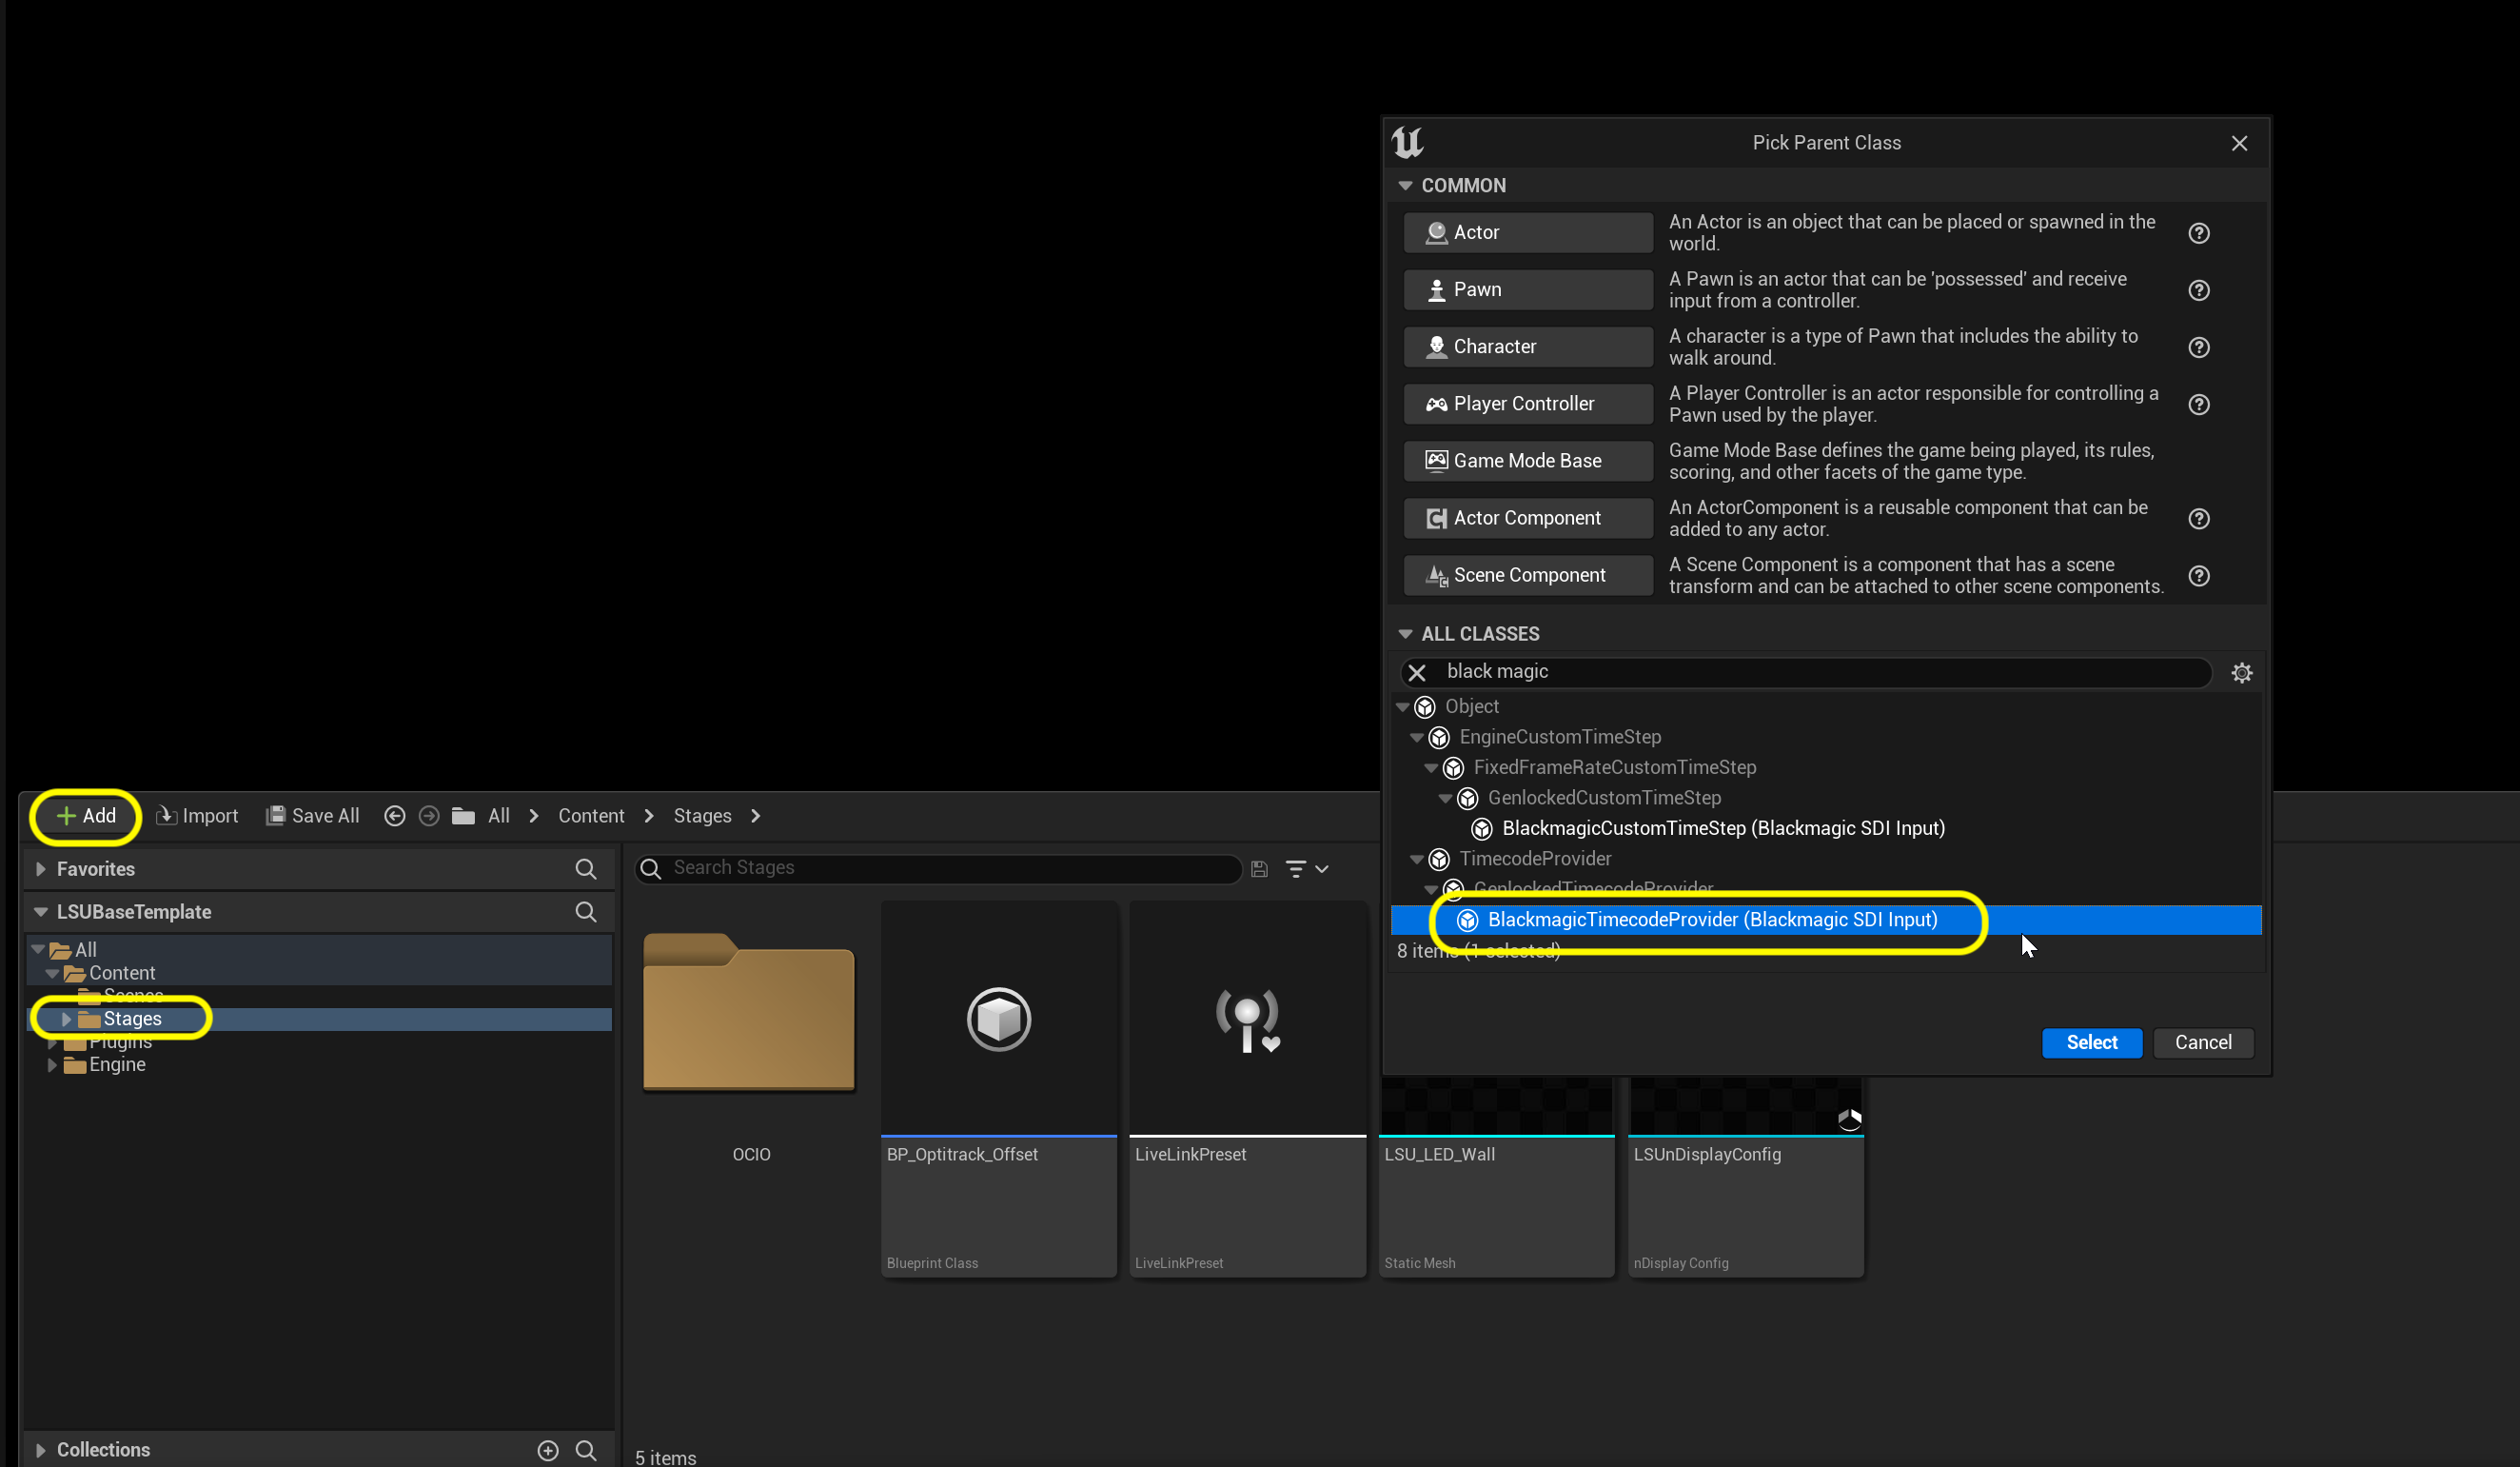 Pick Parent Class
COMMON
Actor
An Actor is an object that can be placed or spawned in the
world.
Pawn
A Pawn is an actor that can be 'possessed' and receive
input from a controller.
Character
A character is a type of Pawn that includes the ability to
walk around.
Player Controller
A Player Controller is an actor responsible for controlling a
Pawn used by the player.
Game Mode Base
Game Mode Base defines the game being played, its rules,
scoring, and other facets of the game type.
Actor Component
An ActorComponent is a reusable component that can be
added to any actor.
Scene Component
A Scene Component is a component that has a scene
transform and can be attached to other scene components.
ALL CLASSES
black magic
Object
EngineCustomTimeStep
FixedFrameRateCustomTimeStep
GenlockedCustomTimeStep
BlackmagicCustomTimeStep (Blackmagic SDI Input)
TimecodeProvider
GenlockedTimecodeProvider
BlackmagicTimecodeProvider (Blackmagic SDI Input)
8 items (1 selected)
Select
Cancel
Add
Import
Save All
All
Content
Stages
Favorites
LSUBaseTemplate
All
Content
Scenes
Stages
Plugins
Engine
Collections
Search Stages
OCIO
BP_Optitrack_Offset
Blueprint Class
LiveLinkPreset
LiveLinkPreset
LSU_LED_Wall
Static Mesh
LSUnDisplayConfig
nDisplay Config
5 items